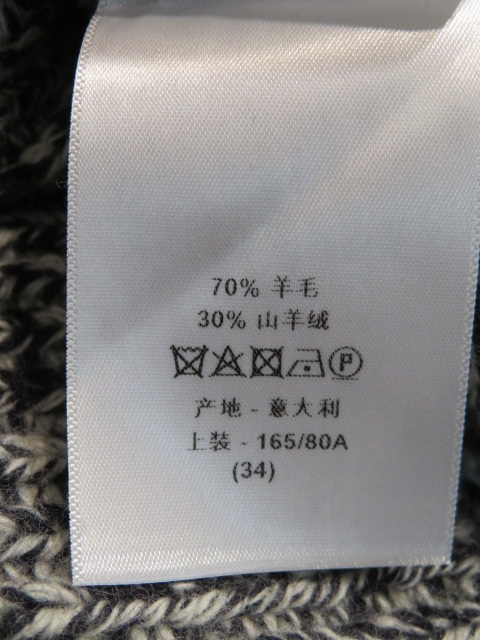 70% 羊毛
30% 山羊绒
P
产地 - 意大利
上装 - 165/80A
(34)